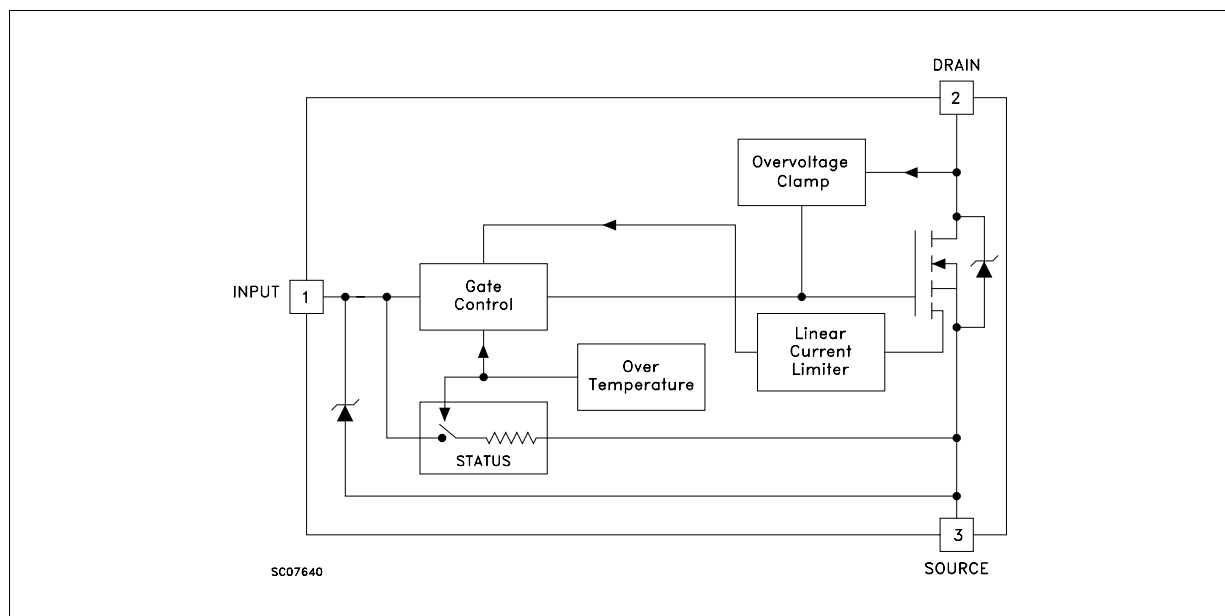 DRAIN
2
Overvoltage
Clamp
INPUT
1
Gate
Control
Linear
Current
Limiter
Over
Temperature
STATUS
3
SOURCE
SC07640